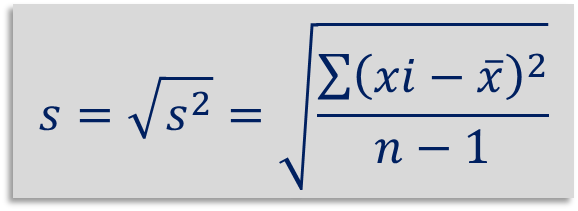 s = √s² = √(∑(xi − x̄)² / (n − 1))